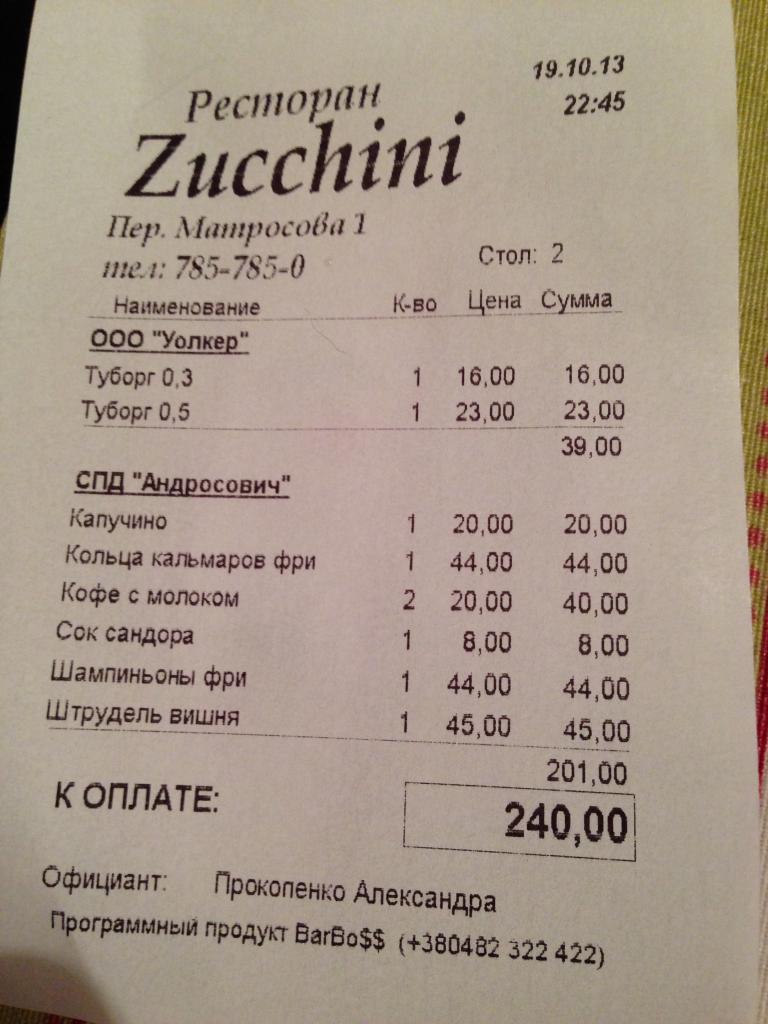 19.10.13
22:45
Ресторан
Zucchini
Пер. Матросова 1
тел: 785-785-0
Стол: 2
Наименование К-во Цена Сумма
ООО "Уолкер"
Туборг 0,3 1 16,00 16,00
Туборг 0,5 1 23,00 23,00
39,00
СПД "Андросович"
Капучино 1 20,00 20,00
Кольца кальмаров фри 1 44,00 44,00
Кофе с молоком 2 20,00 40,00
Сок сандора 1 8,00 8,00
Шампиньоны фри 1 44,00 44,00
Штрудель вишня 1 45,00 45,00
201,00
К ОПЛАТЕ: 240,00
Официант: Прокопенко Александра
Программный продукт BarBo$$ (+380482 322 422)